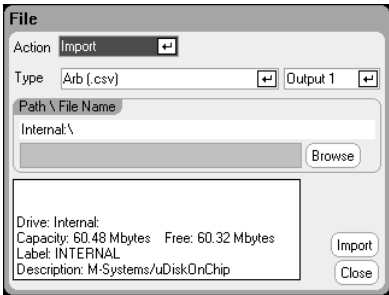 File
Action Import
Type Arb (.csv) Output 1
Path \ File Name
Internal:\
Browse
Drive: Internal:
Capacity: 60.48 Mbytes Free: 60.32 Mbytes
Label: INTERNAL
Description: M-Systems/uDiskOnChip
Import
Close